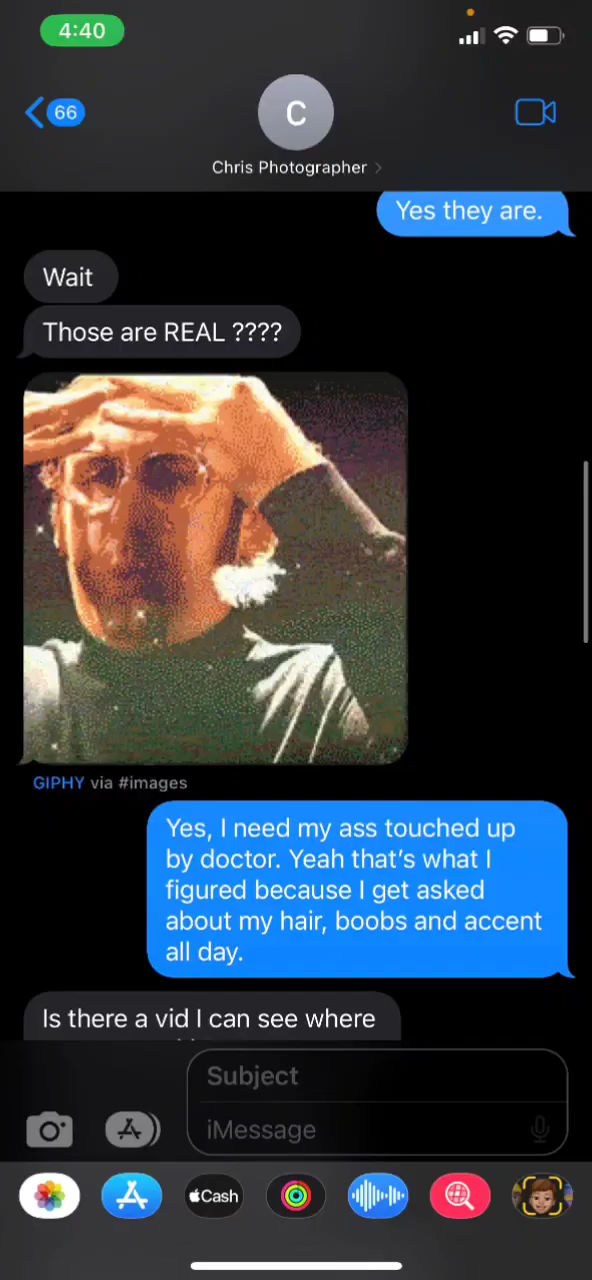 4:40
66
C
Chris Photographer
Yes they are.
Wait
Those are REAL ????
GIPHY via #images
Yes, I need my ass touched up
by doctor. Yeah that's what I
figured because I get asked
about my hair, boobs and accent
all day.
Is there a vid I can see where
Subject
iMessage
Cash